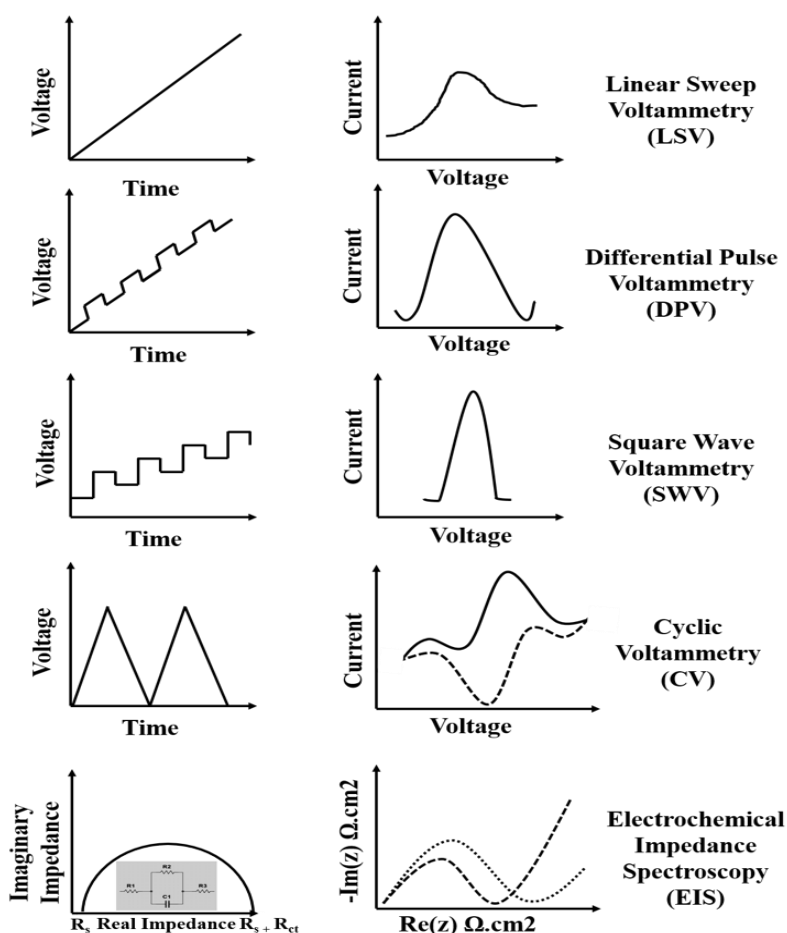 Voltage
Time
Current
Voltage
Linear Sweep
Voltammetry
(LSV)
Voltage
Time
Current
Voltage
Differential Pulse
Voltammetry
(DPV)
Voltage
Time
Current
Voltage
Square Wave
Voltammetry
(SWV)
Voltage
Time
Current
Voltage
Cyclic
Voltammetry
(CV)
Imaginary
Impedance
R2
R1
R3
C1
Rs Real Impedance Rs + Rct
-Im(z) Ω.cm2
Re(z) Ω.cm2
Electrochemical
Impedance
Spectroscopy
(EIS)